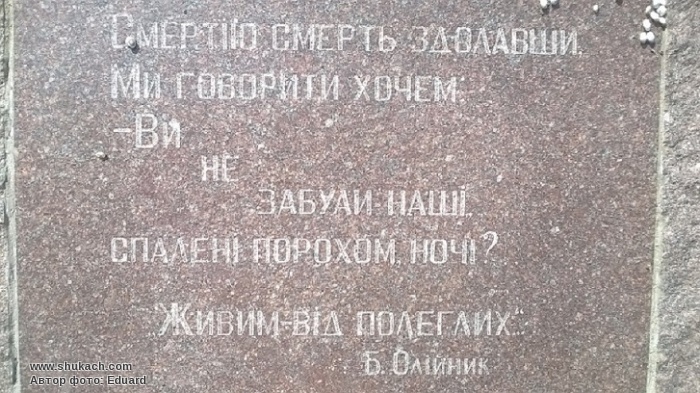 Смертію смерть здолавши,
Ми говорити хочем:
–Ви
не
забули наші,
спалені порохом, ночі?
"Живим-від полеглих".
Б. Олійник
www.shukach.com
Автор фото: Eduard